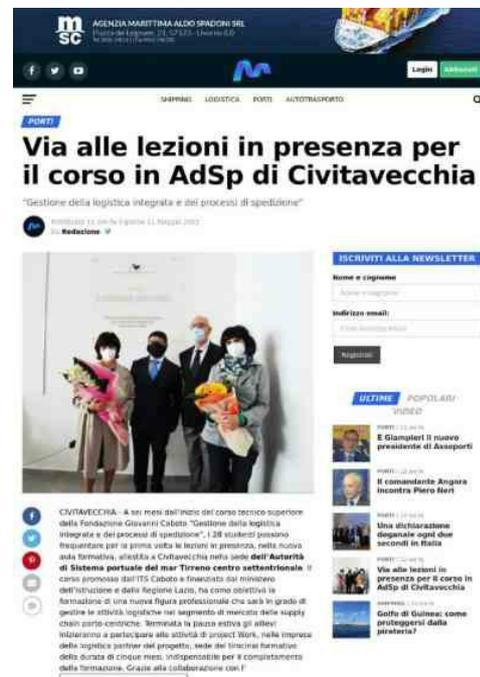 msc
AGENZIA MARITTIMA ALDO SPADONI SRL
Login
Abbonati
SHIPPING LOGISTICA PORTI AUTOTRASPORTO
PORTI
Via alle lezioni in presenza per
il corso in AdSp di Civitavecchia
"Gestione della logistica integrata e dei processi di spedizione"
Redazione
ISCRIVITI ALLA NEWSLETTER
Nome e cognome
Nome e cognome
Indirizzo email:
Registrati
ULTIME POPOLARI
VIDEO
PORTI
E Giampieri il nuovo
presidente di Assoporti
PORTI
Il comandante Angora
incontra Piero Neri
PORTI
Una dichiarazione
doganale ogni due
secondi in Italia
PORTI
Via alle lezioni in
presenza per il corso in
AdSp di Civitavecchia
SHIPPING
Golfo di Guinea: come
proteggersi dalla
pirateria?
CIVITAVECCHIA - A sei mesi dall'inizio del corso tecnico superiore
della Fondazione Giovanni Caboto "Gestione della logistica
integrata e dei processi di spedizione", i 28 studenti possono
frequentare per la prima volta le lezioni in presenza, nella nuova
aula formativa, allestita a Civitavecchia nella sede dell'Autorità
di Sistema portuale del mar Tirreno centro settentrionale. Il
corso promosso dall'ITS Caboto e finanziato dal ministero
dell'Istruzione e dalla Regione Lazio, ha come obiettivo la
formazione di una nuova figura professionale che sarà in grado di
gestire le attività logistiche nel segmento di mercato delle supply
chain porto-centriche. Terminata la pausa estiva gli allievi
inizieranno a partecipare alle attività di project Work, nelle imprese
della logistica partner del progetto, sede dei tirocini formativo
della durata di cinque mesi, indispensabile per il completamento
della formazione. Grazie alla collaborazione con l'